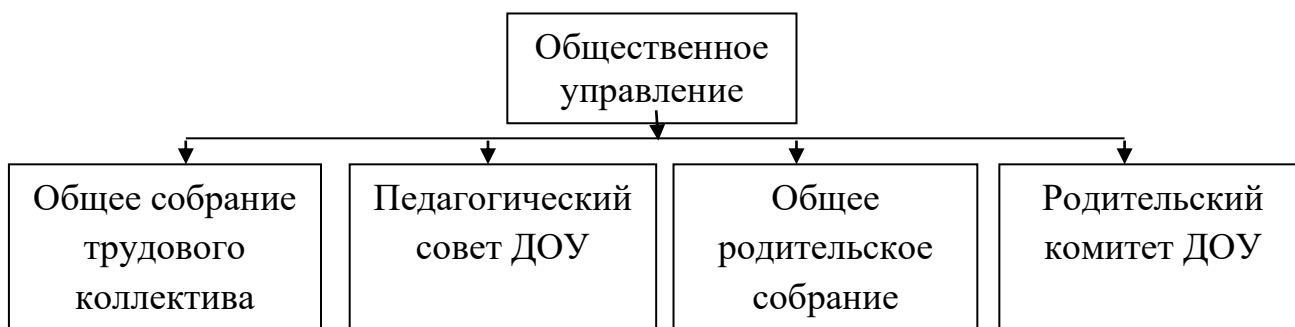 Общественное
управление
Общее собрание
трудового
коллектива
Педагогический
совет ДОУ
Общее
родительское
собрание
Родительский
комитет ДОУ